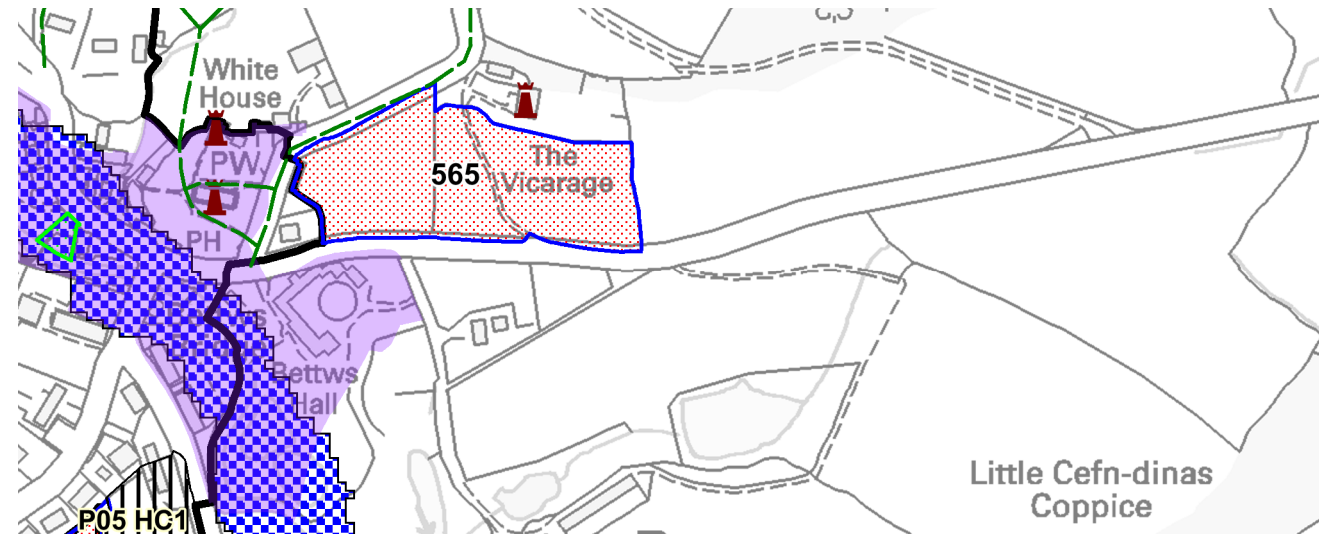 White
House
PW
The
Vicarage
565
PH
Bettws
Hall
Little Cefn-dinas
Coppice
P05 HC1